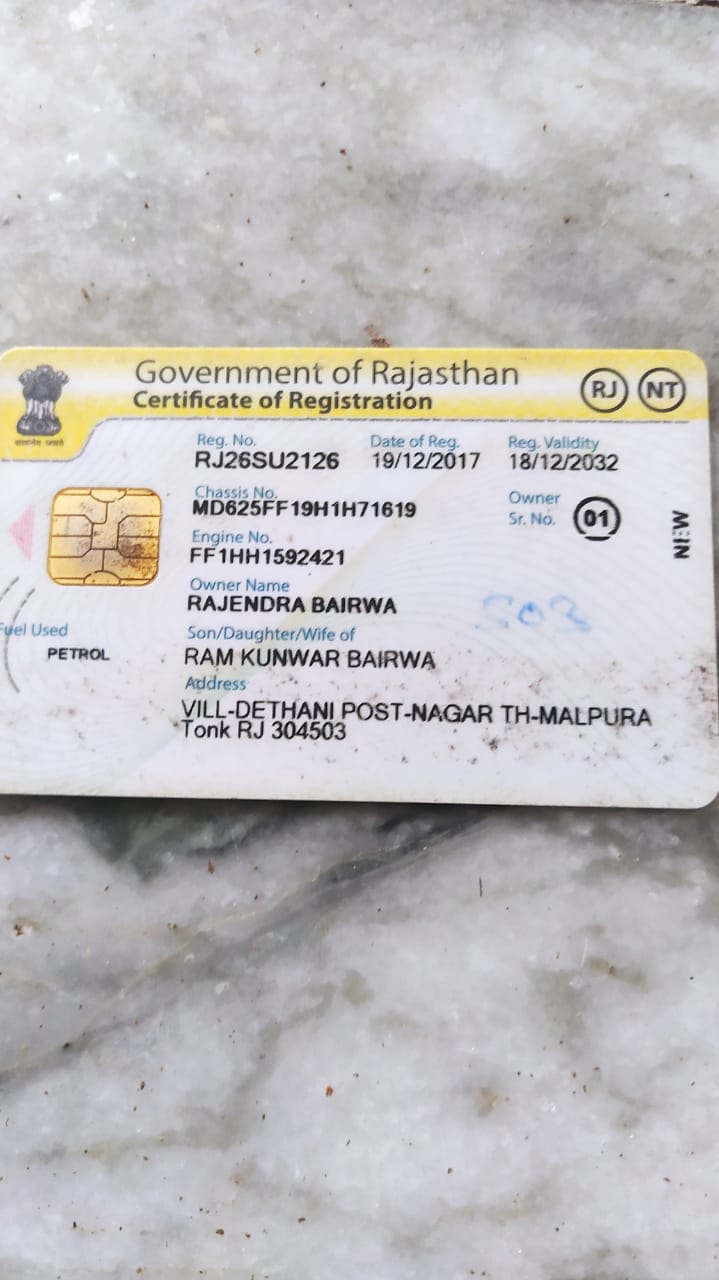 Government of Rajasthan
Certificate of Registration
RJ NT
सत्यमेव जयते
Reg. No. Date of Reg. Reg. Validity
RJ26SU2126 19/12/2017 18/12/2032
Chassis No.
MD625FF19H1H71619
Owner
Sr. No. 01
NEW
Engine No.
FF1HH1592421
Owner Name
RAJENDRA BAIRWA
503
Fuel Used
PETROL
Son/Daughter/Wife of
RAM KUNWAR BAIRWA
Address
VILL-DETHANI POST-NAGAR TH-MALPURA
Tonk RJ 304503